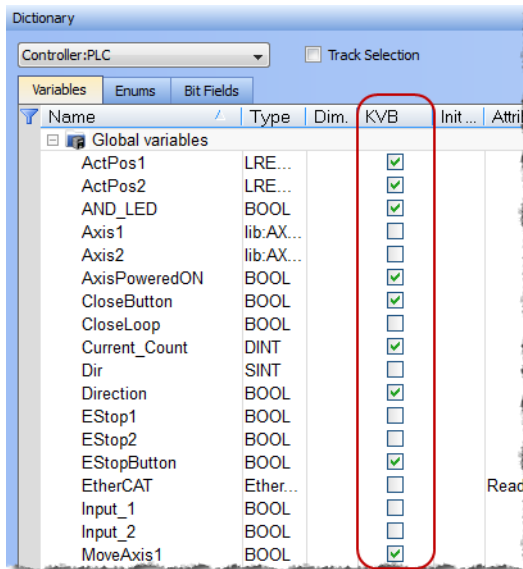 Dictionary
Controller:PLC Track Selection
Variables Enums Bit Fields
Name Type Dim. KVB Init ... Attri
Global variables
ActPos1 LRE...
ActPos2 LRE...
AND_LED BOOL
Axis1 lib:AX...
Axis2 lib:AX...
AxisPoweredON BOOL
CloseButton BOOL
CloseLoop BOOL
Current_Count DINT
Dir SINT
Direction BOOL
EStop1 BOOL
EStop2 BOOL
EStopButton BOOL
EtherCAT Ether... Read
Input_1 BOOL
Input_2 BOOL
MoveAxis1 BOOL